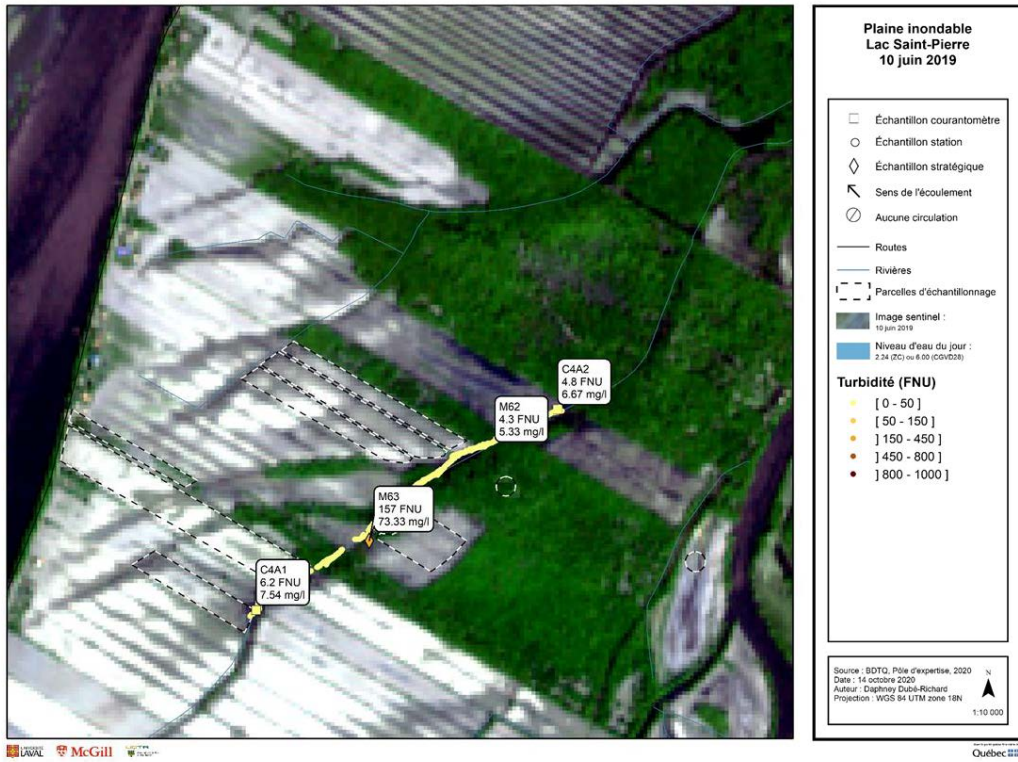 Plaine inondable
Lac Saint-Pierre
10 juin 2019
Échantillon courantomètre
Échantillon station
Échantillon stratégique
Sens de l'écoulement
Aucune circulation
Routes
Rivières
Parcelles d'échantillonnage
Image sentinel :
10 juin 2019
Niveau d'eau du jour :
2.24 (ZC) ou 6.00 (CGVD28)
Turbidité (FNU)
[ 0 - 50 ]
] 50 - 150 ]
] 150 - 450 ]
] 450 - 800 ]
] 800 - 1000 ]
C4A2
4.8 FNU
6.67 mg/l
M62
4.3 FNU
5.33 mg/l
M63
157 FNU
73.33 mg/l
C4A1
6.2 FNU
7.54 mg/l
Source : BDTQ, Pôle d'expertise, 2020
Date : 14 octobre 2020
Auteur : Daphney Dubé-Richard
Projection : WGS 84 UTM zone 18N
N
1:10 000
UNIVERSITÉ
LAVAL
McGill
Québec